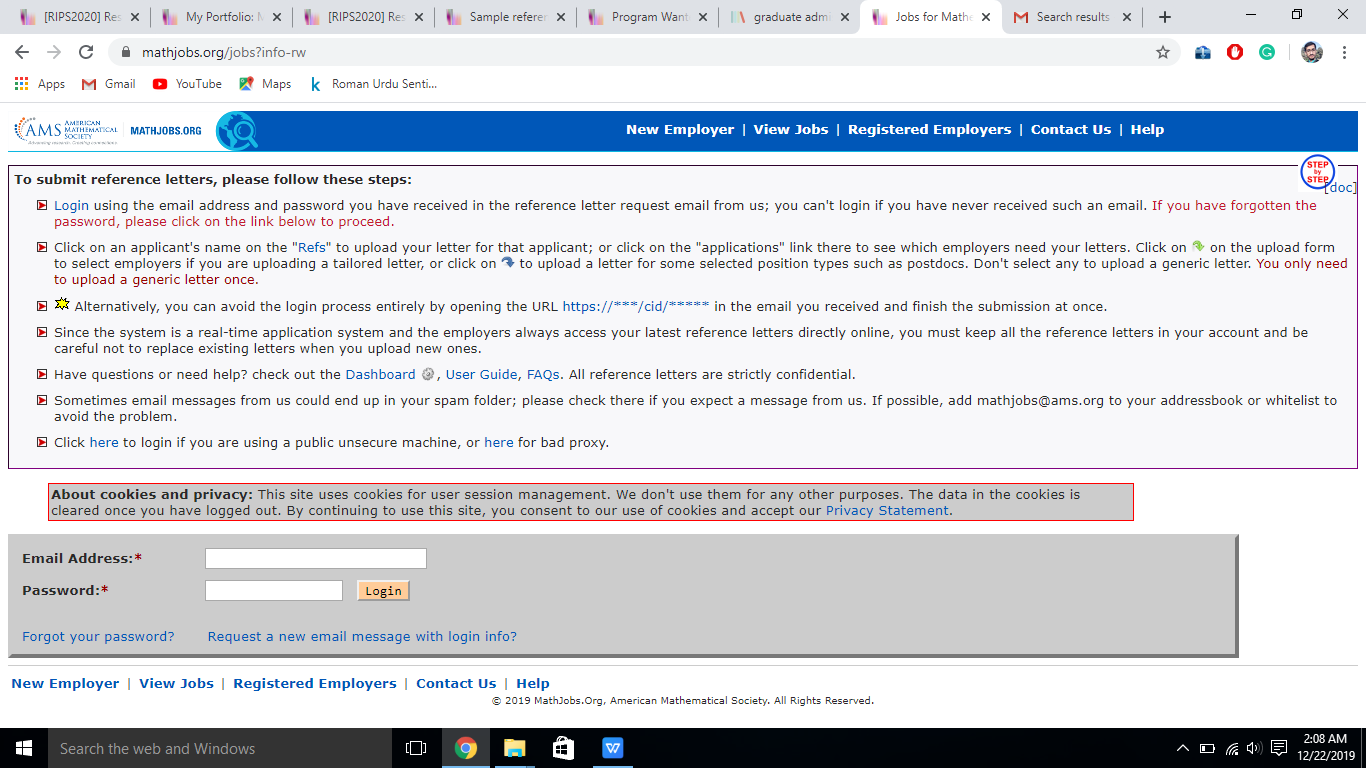 [RIPS2020] Res
My Portfolio: M
[RIPS2020] Res
Sample refere
Program Want
graduate adm
Jobs for Mathe
Search results
mathjobs.org/jobs?info-rw
Apps
Gmail
YouTube
Maps
Roman Urdu Senti...
AMS AMERICAN MATHEMATICAL SOCIETY
MATHJOBS.ORG
New Employer | View Jobs | Registered Employers | Contact Us | Help
To submit reference letters, please follow these steps:
STEP by STEP
[doc]
Login using the email address and password you have received in the reference letter request email from us; you can't login if you have never received such an email. If you have forgotten the
password, please click on the link below to proceed.
Click on an applicant's name on the "Refs" to upload your letter for that applicant; or click on the "applications" link there to see which employers need your letters. Click on on the upload form
to select employers if you are uploading a tailored letter, or click on to upload a letter for some selected position types such as postdocs. Don't select any to upload a generic letter. You only need
to upload a generic letter once.
Alternatively, you can avoid the login process entirely by opening the URL https://***/cid/***** in the email you received and finish the submission at once.
Since the system is a real-time application system and the employers always access your latest reference letters directly online, you must keep all the reference letters in your account and be
careful not to replace existing letters when you upload new ones.
Have questions or need help? check out the Dashboard , User Guide, FAQs. All reference letters are strictly confidential.
Sometimes email messages from us could end up in your spam folder; please check there if you expect a message from us. If possible, add mathjobs@ams.org to your addressbook or whitelist to
avoid the problem.
Click here to login if you are using a public unsecure machine, or here for bad proxy.
About cookies and privacy: This site uses cookies for user session management. We don't use them for any other purposes. The data in the cookies is
cleared once you have logged out. By continuing to use this site, you consent to our use of cookies and accept our Privacy Statement.
Email Address:*
Password:*
Login
Forgot your password?
Request a new email message with login info?
New Employer | View Jobs | Registered Employers | Contact Us | Help
© 2019 MathJobs.Org, American Mathematical Society. All Rights Reserved.
Search the web and Windows
2:08 AM
12/22/2019